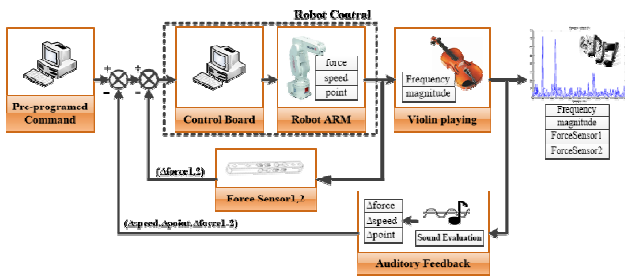 Robot Contral
Pre-programed
Command
+
−
+
−
Control Board
force
speed
point
Robot ARM
Frequency
magnitude
Violin playing
Frequency
magnitude
ForceSensor1
ForceSensor2
(Δforce1,2)
Force Sensor1,2
(Δspeed,Δpoint,Δforce1-2)
Δforce
Δspeed
Δpoint
Sound Evaluation
Auditory Feedback